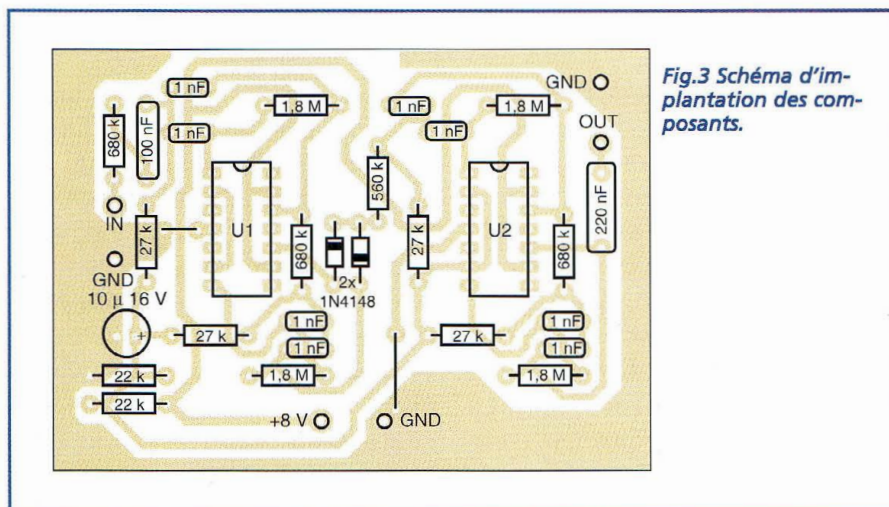 Fig.3 Schéma d'im-
plantation des com-
posants.
1 nF
1,8 M
1 nF
1,8 M
GND
680 k
100 nF
1 nF
1 nF
OUT
560 k
220 nF
IN
27 k
U1
680 k
27 k
U2
680 k
GND
2x
1N4148
10 µ 16 V
+
27 k
1 nF
1 nF
27 k
1 nF
1 nF
22 k
1,8 M
1,8 M
22 k
+8 V
GND